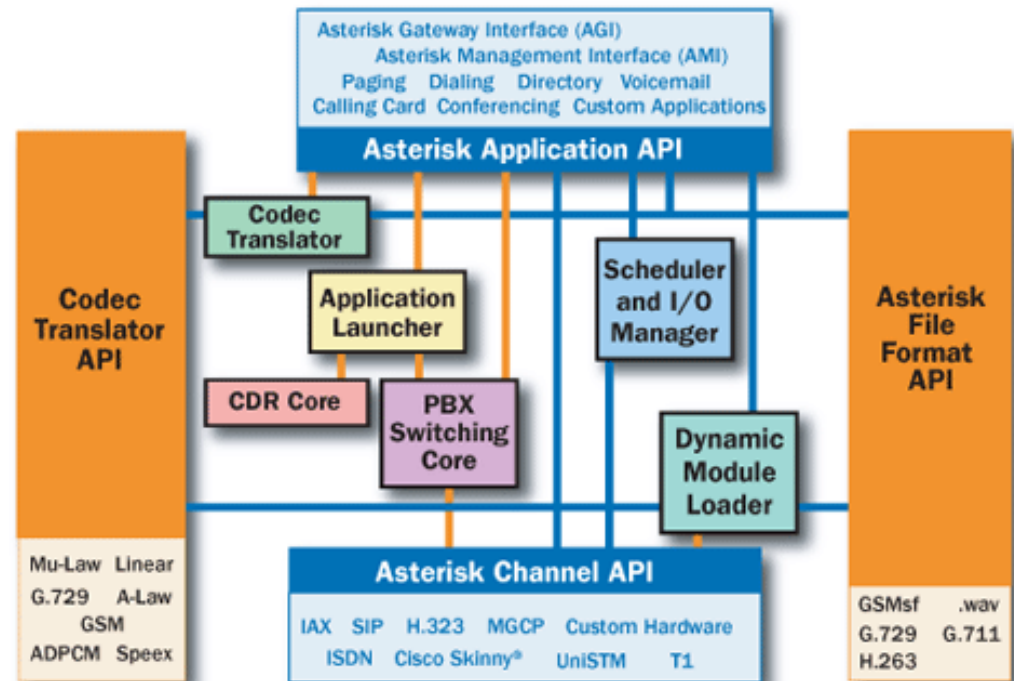 Asterisk Gateway Interface (AGI)
Asterisk Management Interface (AMI)
Paging Dialing Directory Voicemail
Calling Card Conferencing Custom Applications
Asterisk Application API
Codec
Translator
API
Mu-Law Linear
G.729 A-Law
GSM
ADPCM Speex
Codec
Translator
Application
Launcher
CDR Core
PBX
Switching
Core
Scheduler
and I/O
Manager
Dynamic
Module
Loader
Asterisk
File
Format
API
GSMsf .wav
G.729 G.711
H.263
Asterisk Channel API
IAX SIP H.323 MGCP Custom Hardware
ISDN Cisco Skinny® UniSTM T1